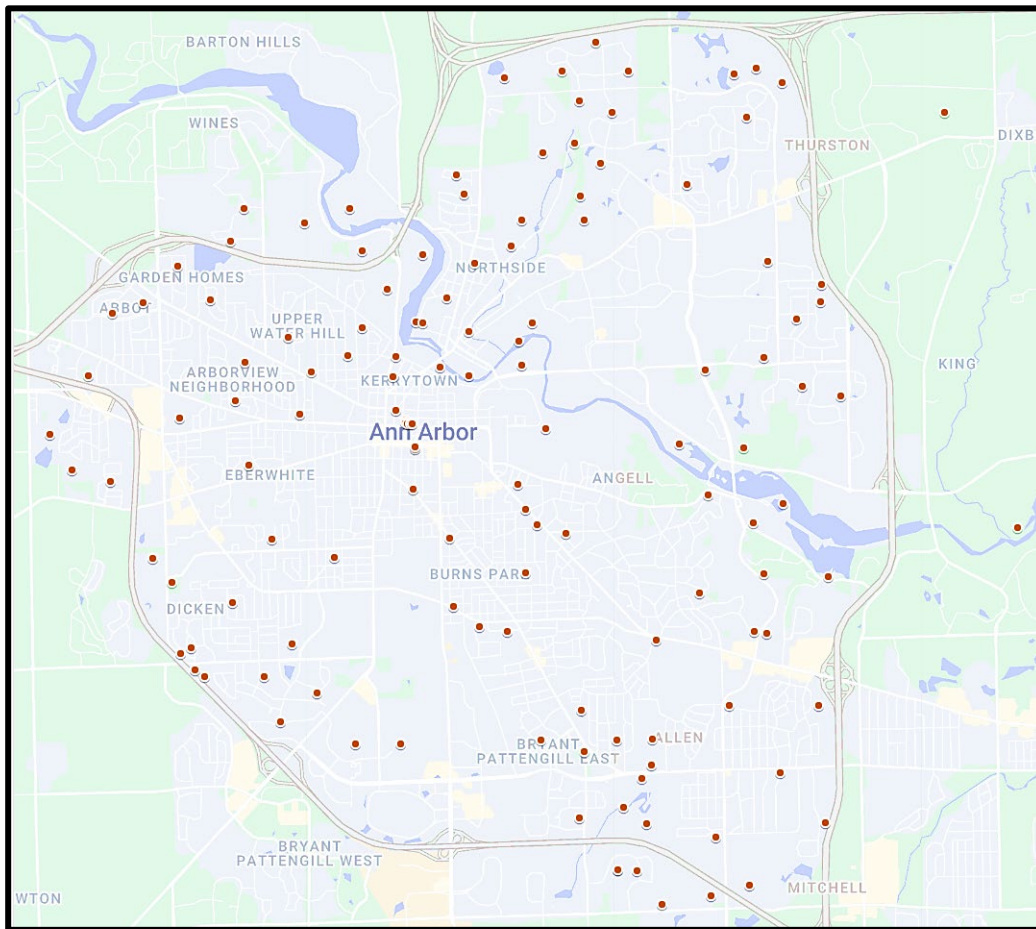 BARTON HILLS
WINES
THURSTON
DIXB
NORTHSIDE
GARDEN HOMES
ABBOT
UPPER
WATER HILL
KING
ARBORVIEW
NEIGHBORHOOD
KERRYTOWN
Ann Arbor
EBERWHITE
ANGELL
BURNS PARK
DICKEN
BRYANT
PATTENGILL EAST
ALLEN
BRYANT
PATTENGILL WEST
MITCHELL
WTON